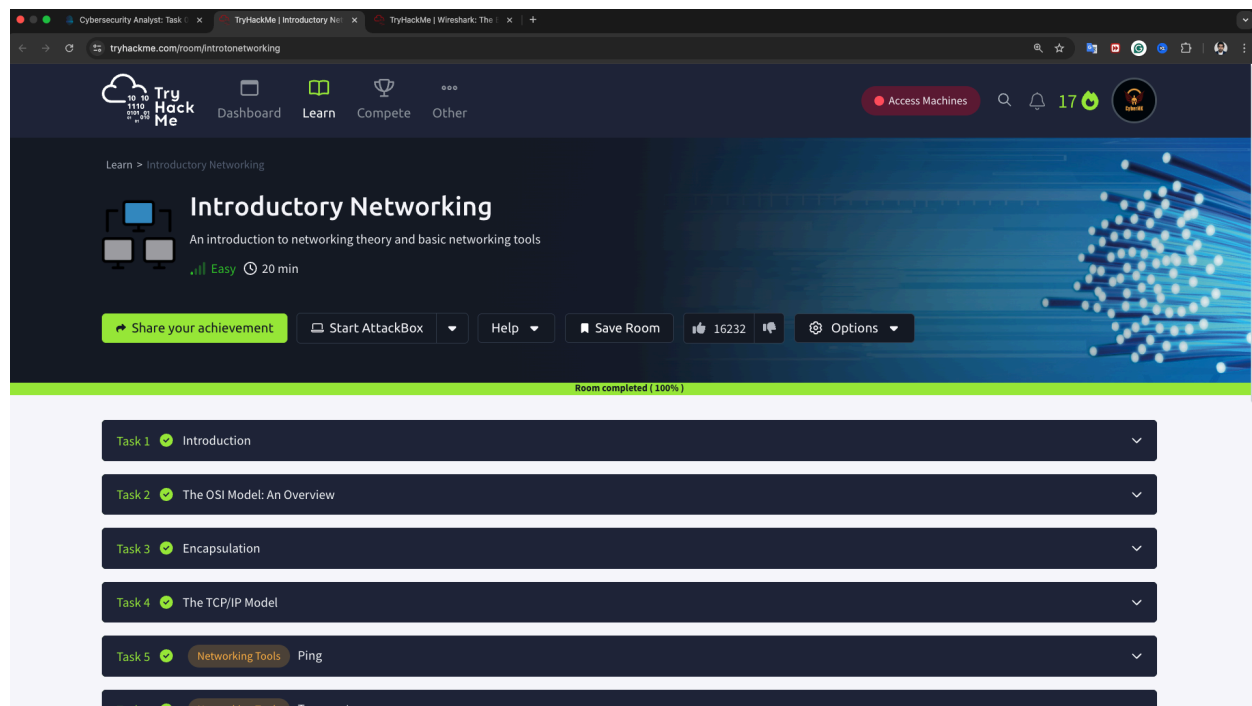 Cybersecurity Analyst: Task
TryHackMe | Introductory Net
TryHackMe | Wireshark: The
tryhackme.com/room/introtonetworking
Try
Hack
Me
Dashboard
Learn
Compete
Other
Access Machines
17
Learn > Introductory Networking
Introductory Networking
An introduction to networking theory and basic networking tools
Easy 20 min
Share your achievement
Start AttackBox
Help
Save Room
16232
Options
Room completed ( 100% )
Task 1 Introduction
Task 2 The OSI Model: An Overview
Task 3 Encapsulation
Task 4 The TCP/IP Model
Task 5 Networking Tools Ping